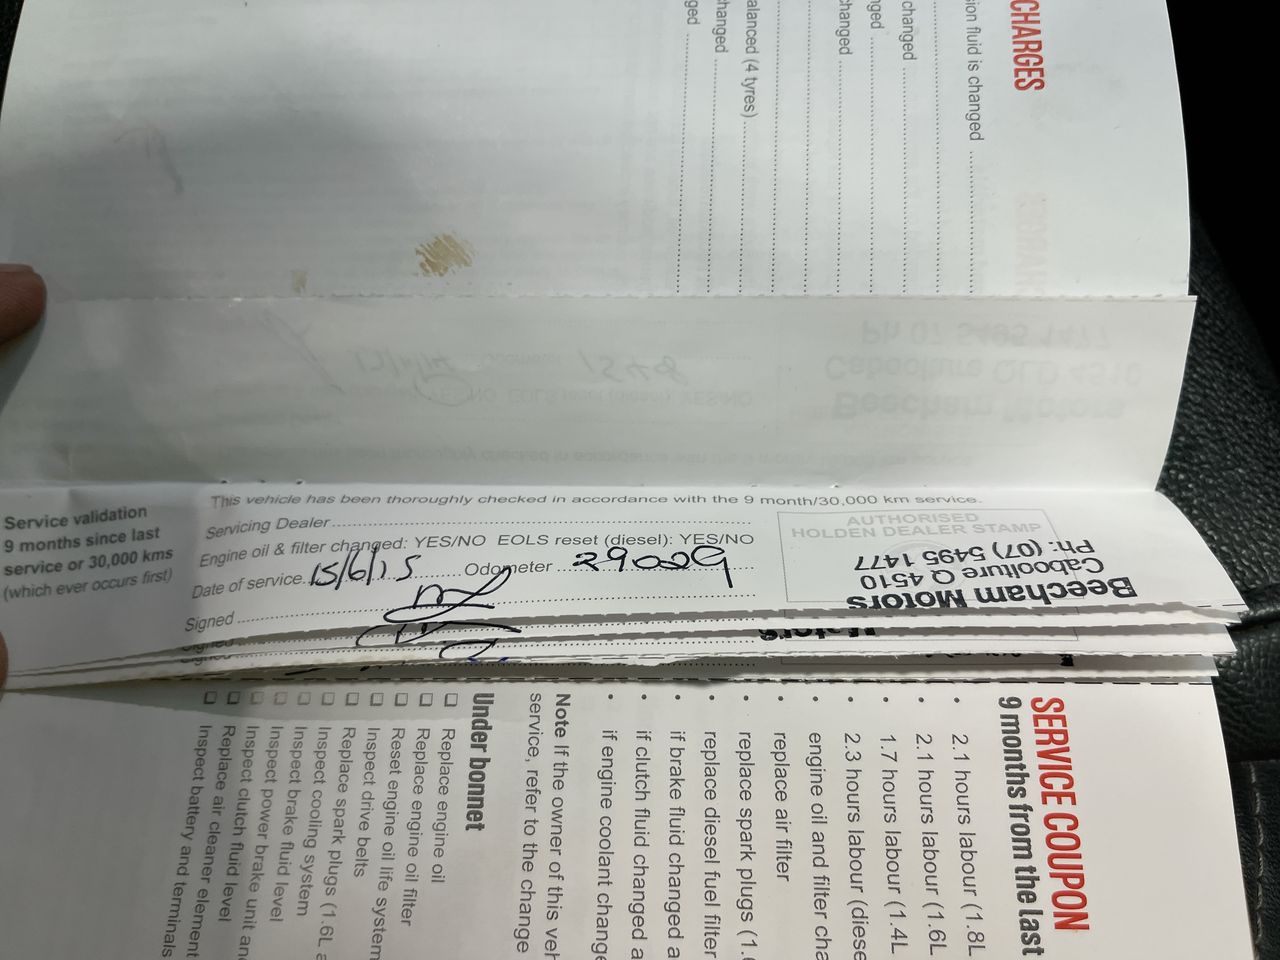 CHARGES
ion fluid is changed
changed
nged
changed
alanced (4 tyres)
hanged
ged
Service validation
9 months since last
service or 30,000 kms
(which ever occurs first)
This vehicle has been thoroughly checked in accordance with the 9 month/30,000 km service.
Servicing Dealer
Engine oil & filter changed: YES/NO EOLS reset (diesel): YES/NO
Date of service 15/6/15 Odometer 29029
Signed
AUTHORISED
HOLDEN DEALER STAMP
Beecham Motors
Caboolture Q 4510
Ph: (07) 5495 1477
Signed
Signed
Motors
SERVICE COUPON
9 months from the last
• 2.1 hours labour (1.8L
• 2.1 hours labour (1.6L
• 1.7 hours labour (1.4L
• 2.3 hours labour (diese
• engine oil and filter cha
• replace air filter
• replace spark plugs (1.6
• replace diesel fuel filter
• if brake fluid changed a
• if clutch fluid changed a
• if engine coolant change
Note If the owner of this veh
service, refer to the change
Under bonnet
❑ Replace engine oil
❑ Replace engine oil filter
❑ Reset engine oil life system
❑ Inspect drive belts
❑ Replace spark plugs (1.6L a
❑ Inspect cooling system
❑ Inspect brake fluid level
❑ Inspect power brake unit and
❑ Inspect clutch fluid level
❑ Replace air cleaner element
❑ Inspect battery and terminals